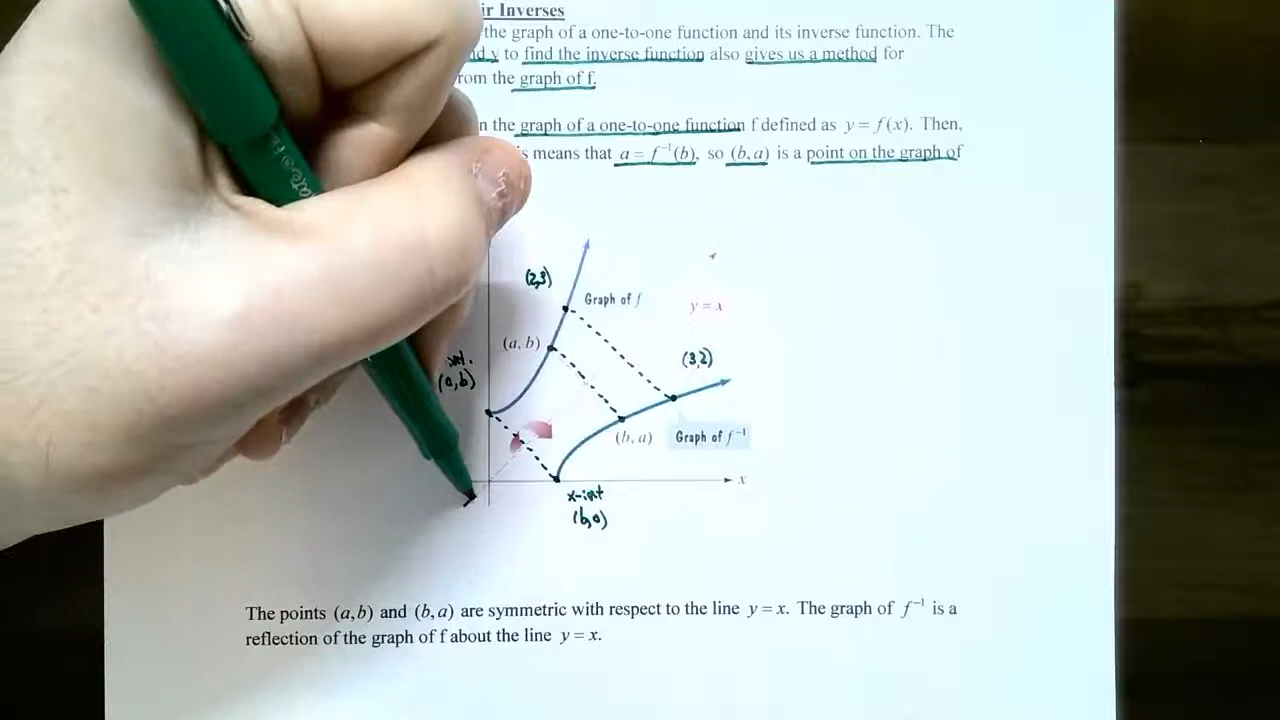 ir Inverses
the graph of a one-to-one function and its inverse function. The
nd y to find the inverse function also gives us a method for
rom the graph of f.
n the graph of a one-to-one function f defined as y = f(x). Then,
s means that a = f⁻¹(b), so (b, a) is a point on the graph of
(2,3)
Graph of f
y = x
(a, b)
(3,2)
int.
(0,b)
(b, a)
Graph of f⁻¹
x
x-int
(b,0)
The points (a,b) and (b,a) are symmetric with respect to the line y = x. The graph of f⁻¹ is a
reflection of the graph of f about the line y = x.